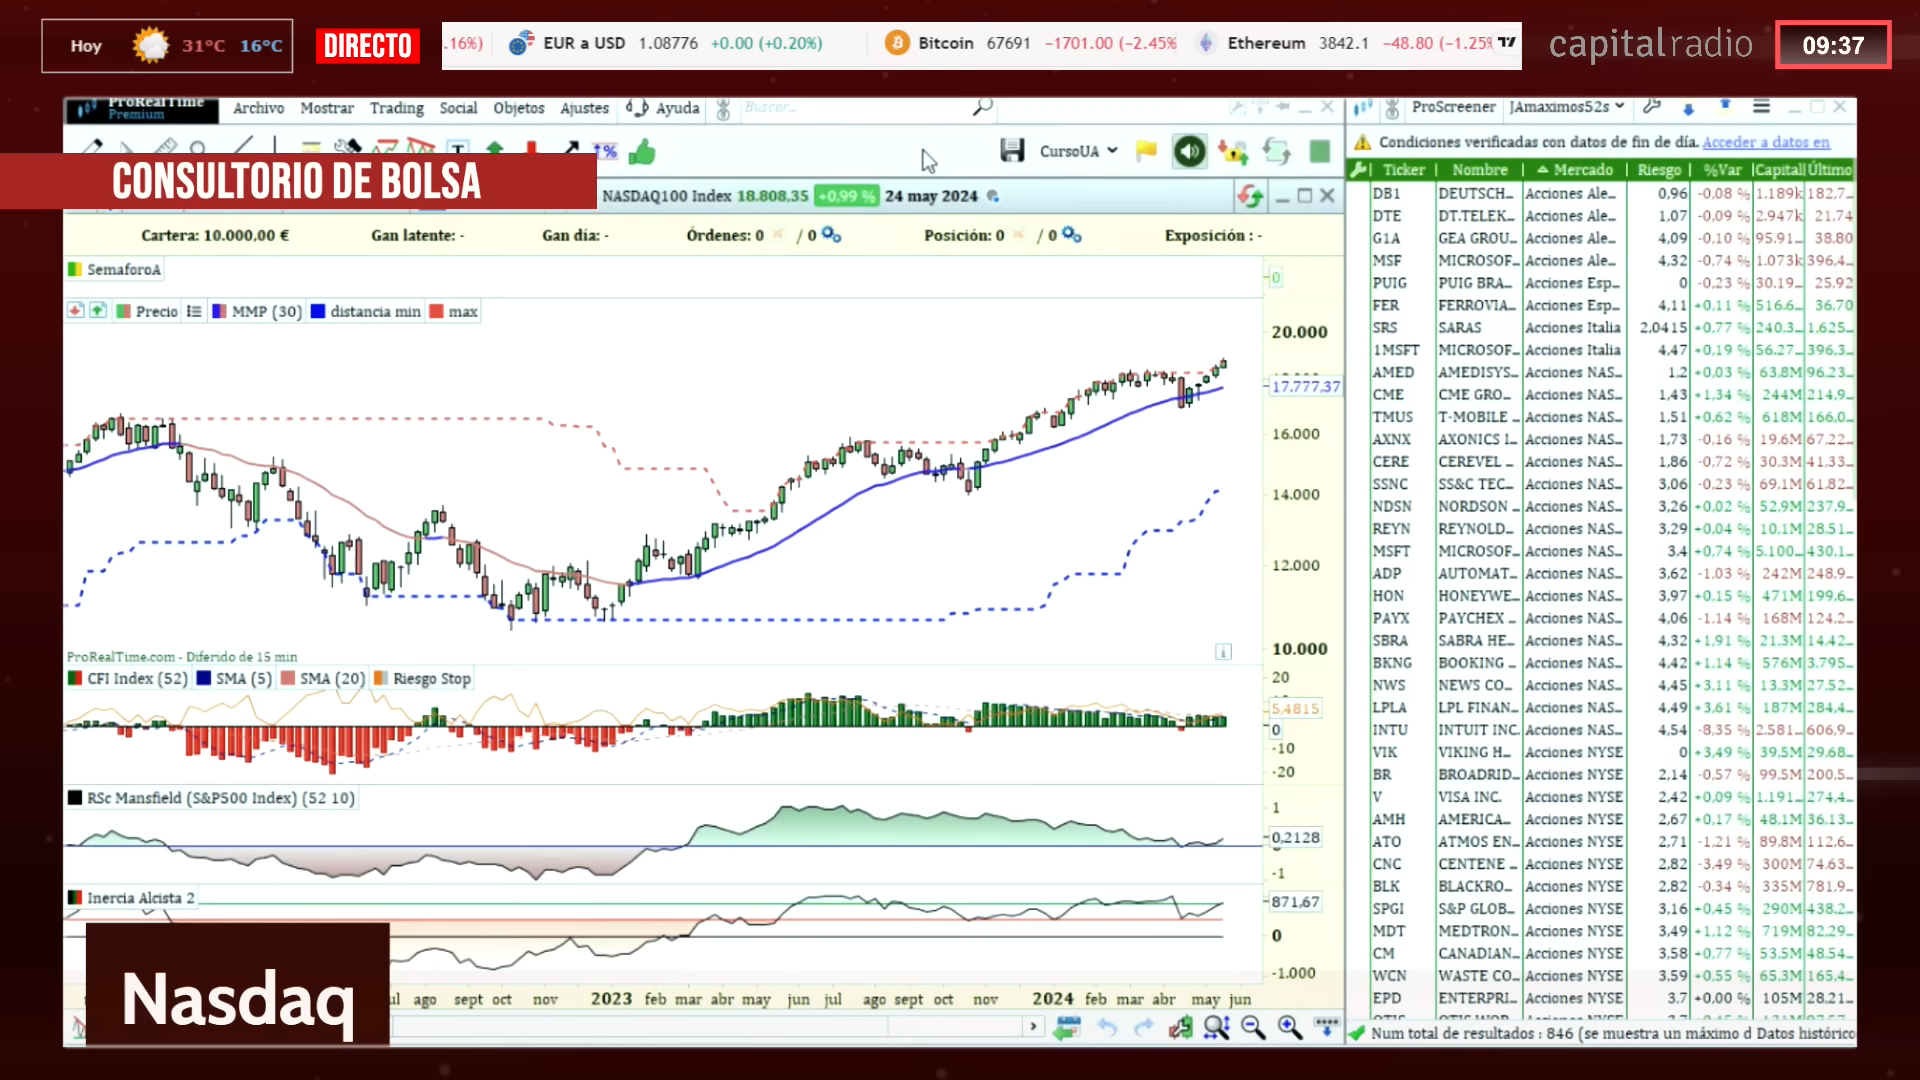 Hoy 31°C 16°C DIRECTO .16%) EUR a USD 1.08776 +0.00 (+0.20%) Bitcoin 67691 −1701.00 (−2.45% Ethereum 3842.1 −48.80 (−1.25% capitalradio 09:37
ProRealTime Premium Archivo Mostrar Trading Social Objetos Ajustes Ayuda Buscar...
ProScreener JAmaximos52s
CursoUA
Condiciones verificadas con datos de fin de día. Acceder a datos en
CONSULTORIO DE BOLSA
NASDAQ100 Index 18.808,35 +0,99 % 24 may 2024
Cartera: 10.000,00 € Gan latente: - Gan día: - Órdenes: 0 / 0 Posición: 0 / 0 Exposición : -
SemaforoA 0
Precio MMP (30) distancia min max
20.000
17.777,37
16.000
14.000
12.000
10.000
ProRealTime.com - Diferido de 15 min
CFI Index (52) SMA (5) SMA (20) Riesgo Stop
20
5,4815
0
-10
-20
RSc Mansfield (S&P500 Index) (52 10)
1
0,2128
-1
Inercia Alcista 2
871,67
0
-1.000
Nasdaq
ago sept oct nov 2023 feb mar abr may jun jul ago sept oct nov 2024 feb mar abr may jun
Ticker Nombre Mercado Riesgo %Var Capital Último
DB1 DEUTSCH... Acciones Ale... 0,96 -0,08 % 1.189k 182,7...
DTE DT.TELEK... Acciones Ale... 1,07 -0,09 % 2.947k 21.74
G1A GEA GROU... Acciones Ale... 4,09 -0,10 % 95.91... 38,80
MSF MICROSOF... Acciones Ale... 4,32 -0,74 % 1.073k 396,4...
PUIG PUIG BRA... Acciones Esp... 0 -0,23 % 30.19... 25.92
FER FERROVIA... Acciones Esp... 4,11 +0,11 % 516.6... 36,70
SRS SARAS Acciones Italia 2,0415 +0,77 % 240.3... 1,625...
1MSFT MICROSOF... Acciones Italia 4,47 +0,19 % 56.27... 396,3...
AMED AMEDISYS... Acciones NAS... 1.2 +0,03 % 63,8M 96,23...
CME CME GRO... Acciones NAS... 1,43 +1,34 % 244M 214,9...
TMUS T-MOBILE ... Acciones NAS... 1,51 +0,62 % 618M 166,0...
AXNX AXONICS I... Acciones NAS... 1,73 -0,16 % 19,6M 67,22...
CERE CEREVEL ... Acciones NAS... 1,86 -0,72 % 30,3M 41.33...
SSNC SS&C TEC... Acciones NAS... 3,06 -0,23 % 69,1M 61,82...
NDSN NORDSON ... Acciones NAS... 3,26 +0,02 % 52,9M 237,9...
REYN REYNOLD... Acciones NAS... 3,29 +0,04 % 10,1M 28,51...
MSFT MICROSOF... Acciones NAS... 3.4 +0,74 % 5.100... 430,1...
ADP AUTOMAT... Acciones NAS... 3,62 -1,03 % 242M 248,9...
HON HONEYWE... Acciones NAS... 3,97 +0,15 % 471M 199,6...
PAYX PAYCHEX ... Acciones NAS... 4,06 -1,14 % 168M 124,2...
SBRA SABRA HE... Acciones NAS... 4,32 +1,91 % 21,3M 14,42...
BKNG BOOKING ... Acciones NAS... 4,42 +1,14 % 576M 3.795...
NWS NEWS CO... Acciones NAS... 4,45 +3,11 % 13,3M 27,52...
LPLA LPL FINAN... Acciones NAS... 4,49 +3,61 % 187M 284,4...
INTU INTUIT INC. Acciones NAS... 4,54 -8,35 % 2.581... 606,9...
VIK VIKING H... Acciones NYSE 0 +3,49 % 39,5M 29,68...
BR BROADRID... Acciones NYSE 2,14 -0,57 % 99,5M 200,5...
V VISA INC. Acciones NYSE 2,42 +0,09 % 1.191... 274,4...
AMH AMERICA... Acciones NYSE 2,67 +0,17 % 48,1M 36,13...
ATO ATMOS EN... Acciones NYSE 2,71 -1,21 % 89,8M 112,6...
CNC CENTENE ... Acciones NYSE 2,82 -3,49 % 300M 74,63...
BLK BLACKRO... Acciones NYSE 2,82 -0,34 % 335M 781,9...
SPGI S&P GLOB... Acciones NYSE 3,16 +0,45 % 290M 438,2...
MDT MEDTRON... Acciones NYSE 3,49 +1,12 % 719M 82,29...
CM CANADIAN... Acciones NYSE 3,58 +0,77 % 53,5M 48,54...
WCN WASTE CO... Acciones NYSE 3,59 +0,55 % 65,3M 165,4...
EPD ENTERPRI... Acciones NYSE 3.7 +0,00 % 105M 28,21...
Num total de resultados : 846 (se muestra un máximo d Datos histórico